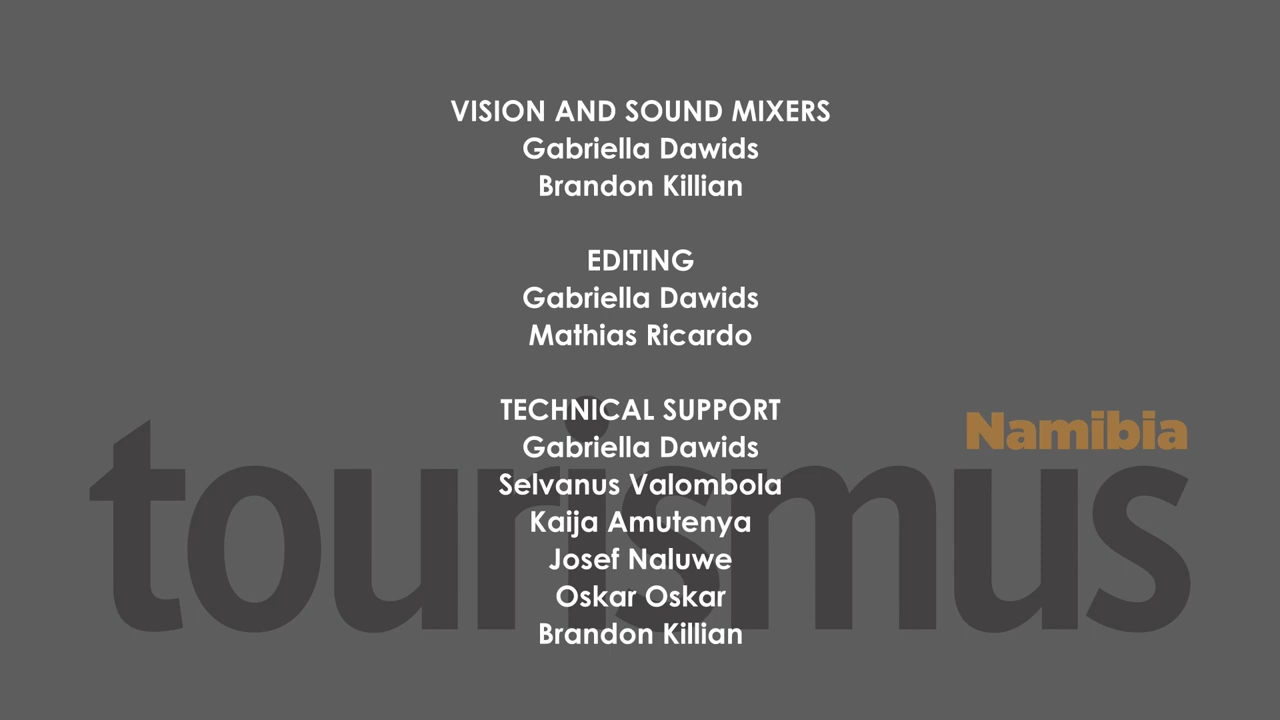 VISION AND SOUND MIXERS
Gabriella Dawids
Brandon Killian
EDITING
Gabriella Dawids
Mathias Ricardo
TECHNICAL SUPPORT
Gabriella Dawids
Selvanus Valombola
Kaija Amutenya
Josef Naluwe
Oskar Oskar
Brandon Killian
Namibia
tourismus